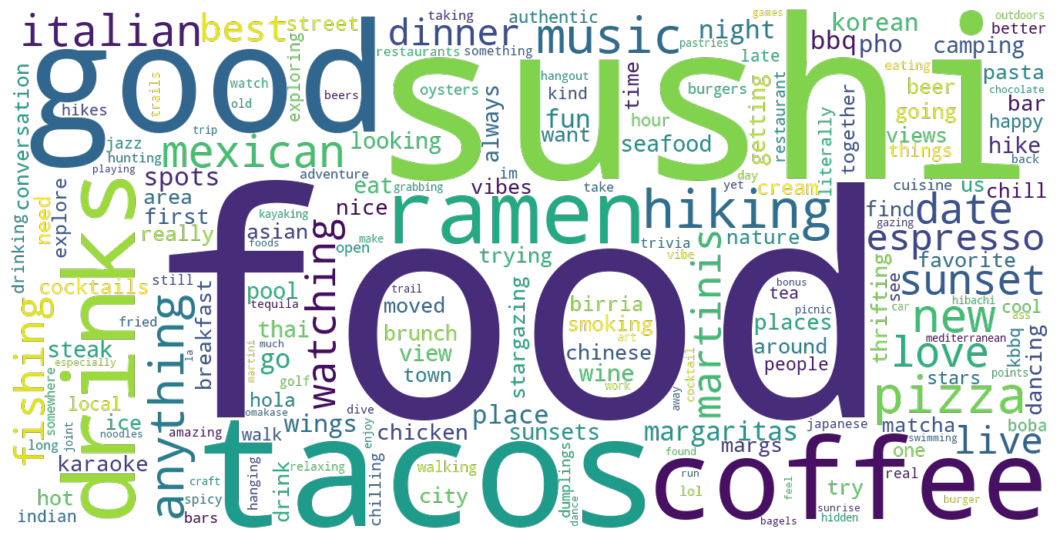 italian
best
street
dinner
taking
authentic
music
night
korean
games
outdoors
better
good
sushi
restaurants
something
pastries
bbq
pho
camping
late
hikes
trails
watch
old
exploring
beers
oysters
hangout
kind
time
burgers
eating
pasta
chocolate
conversation
trip
looking
always
fun
want
hour
seafood
getting
restaurant
beer
going
bar
happy
jazz
hunting
playing
mexican
adventure
im
day
literally
together
views
things
hike
back
drinking
need
explore
area
spots
first
really
eat
grabbing
vibes
nice
ramen
take
yet
hiking
cream
cuisine
us
chill
find
date
gazing
drinks
kayaking
asian
foods
make
open
trying
trivia
vibe
nature
espresso
favorite
food
cocktails
still
anything
breakfast
pool
tequila
watching
trail
moved
stargazing
birria
smoking
art
martinis
bonus
tea
picnic
places
see
sunset
car
hibachi
cool
ass
fishing
steak
especially
fried
la
thai
much
go
golf
brunch
view
town
chinese
wine
work
around
people
cocktail
thrifting
new
love
mediterranean
kbbq
stars
points
dancing
somewhere
local
martini
omakase
hola
wings
dive
enjoy
place
away
pizza
long
joint
noodles
ice
amazing
walk
chicken
sunsets
margaritas
japanese
matcha
swimming
boba
live
karaoke
tacos
relaxing
walking
dumplings
found
run
margs
coffee
one
real
hot
craft
spicy
hanging
drink
chilling
city
dance
lol
feel
try
burger
indian
bars
bagels
sunrise
hidden